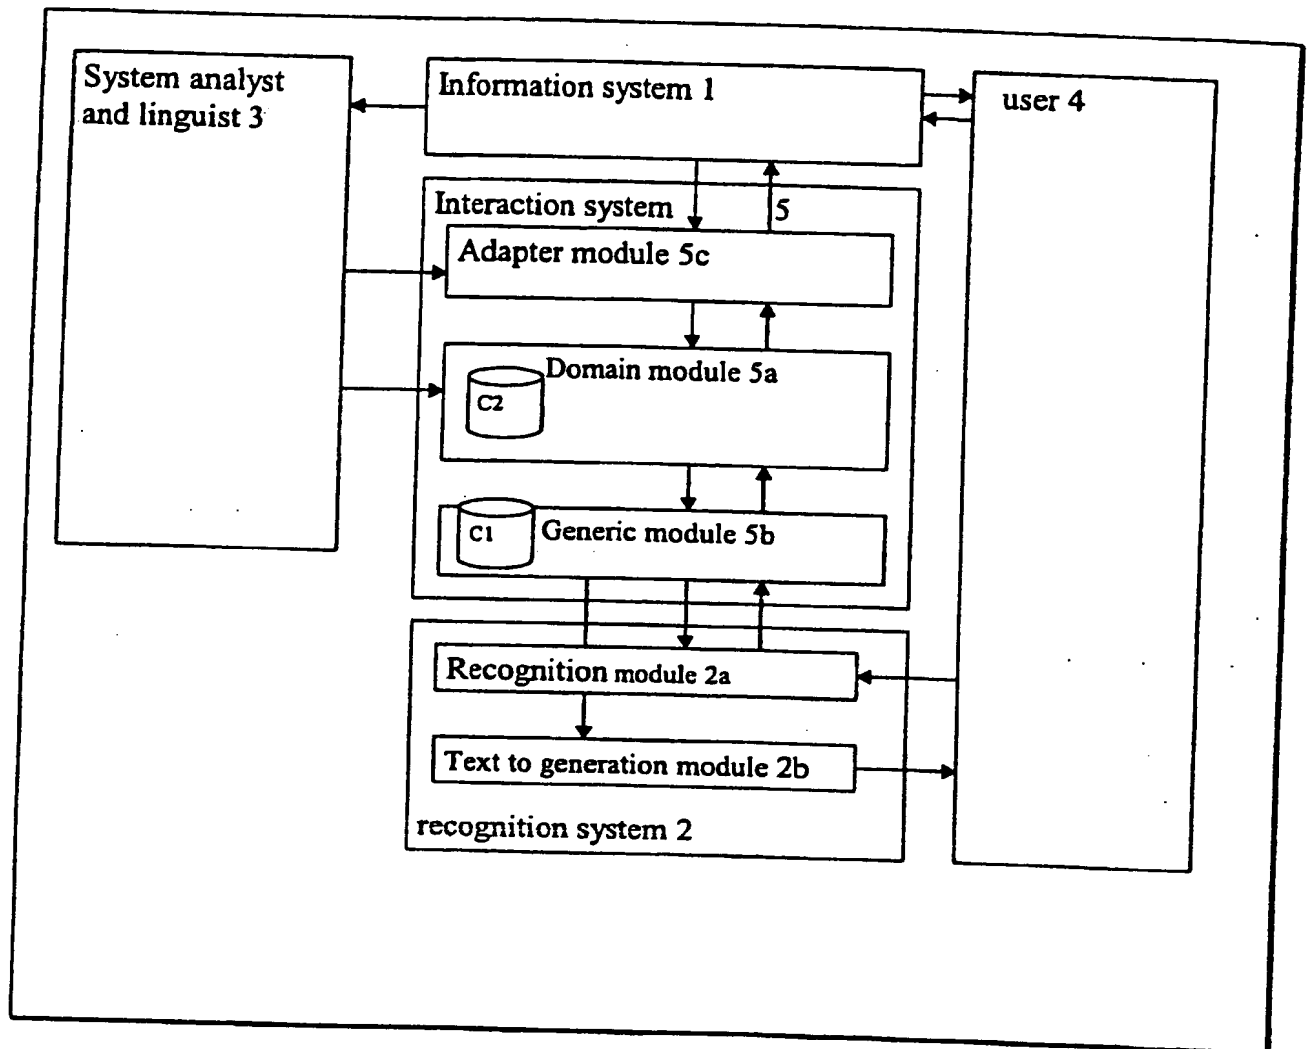 System analyst
and linguist 3
Information system 1
user 4
Interaction system
5
Adapter module 5c
Domain module 5a
C2
C1
Generic module 5b
Recognition module 2a
Text to generation module 2b
recognition system 2